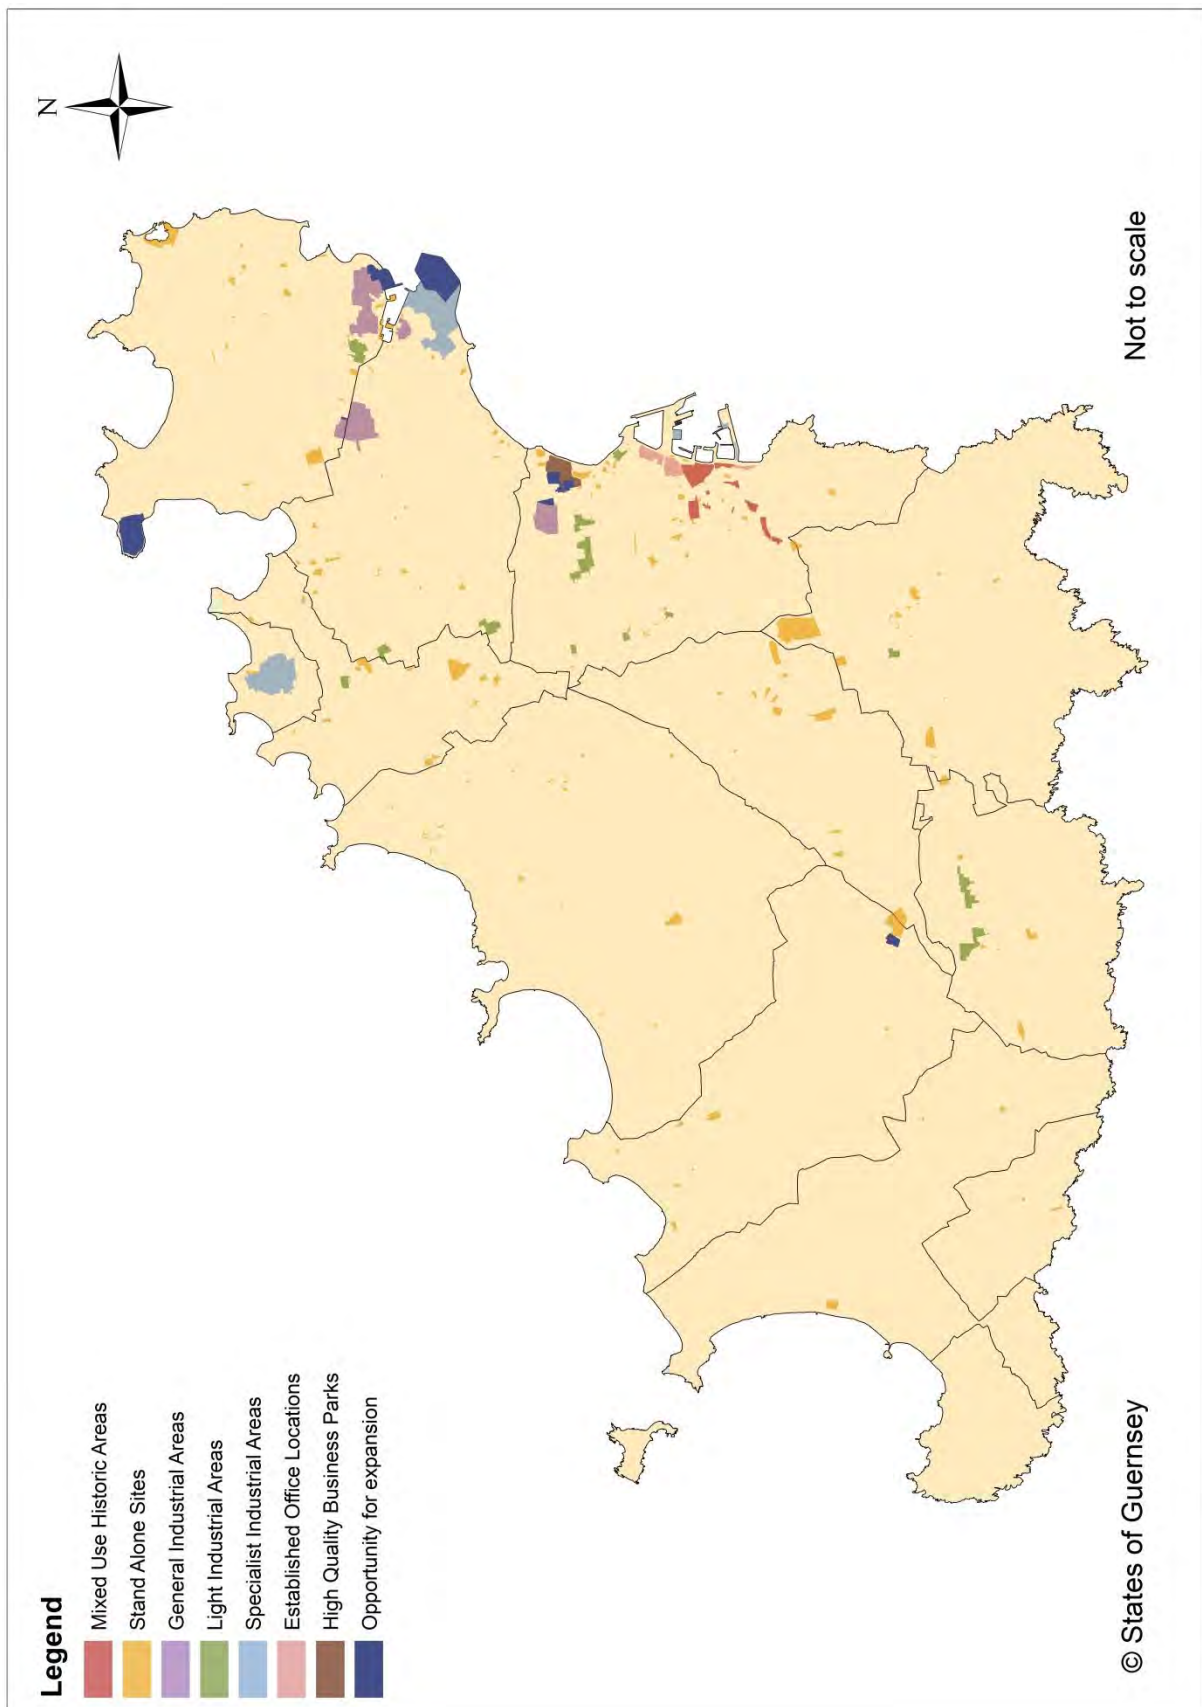 N
Legend
Mixed Use Historic Areas
Stand Alone Sites
General Industrial Areas
Light Industrial Areas
Specialist Industrial Areas
Established Office Locations
High Quality Business Parks
Opportunity for expansion
© States of Guernsey
Not to scale